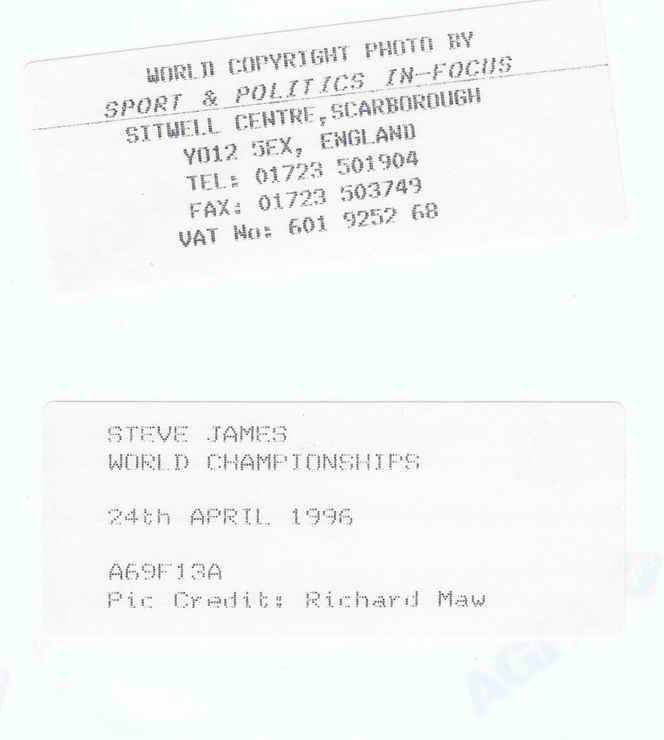 WORLD COPYRIGHT PHOTO BY
SPORT & POLITICS IN-FOCUS
SITWELL CENTRE, SCARBOROUGH
YO12 5EX, ENGLAND
TEL: 01723 501904
FAX: 01723 503749
VAT No: 601 9252 68
STEVE JAMES
WORLD CHAMPIONSHIPS
24th APRIL 1996
A69F13A
Pic Credit: Richard Maw